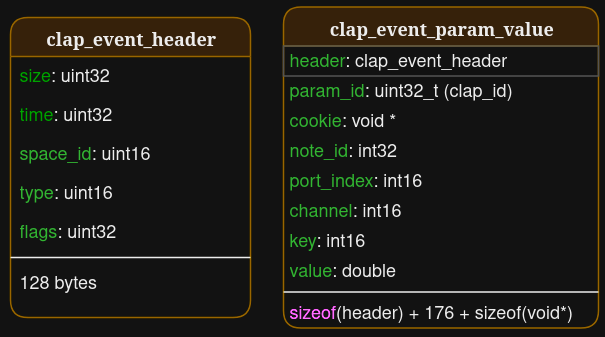 clap_event_header
size: uint32
time: uint32
space_id: uint16
type: uint16
flags: uint32
128 bytes
clap_event_param_value
header: clap_event_header
param_id: uint32_t (clap_id)
cookie: void *
note_id: int32
port_index: int16
channel: int16
key: int16
value: double
sizeof(header) + 176 + sizeof(void*)